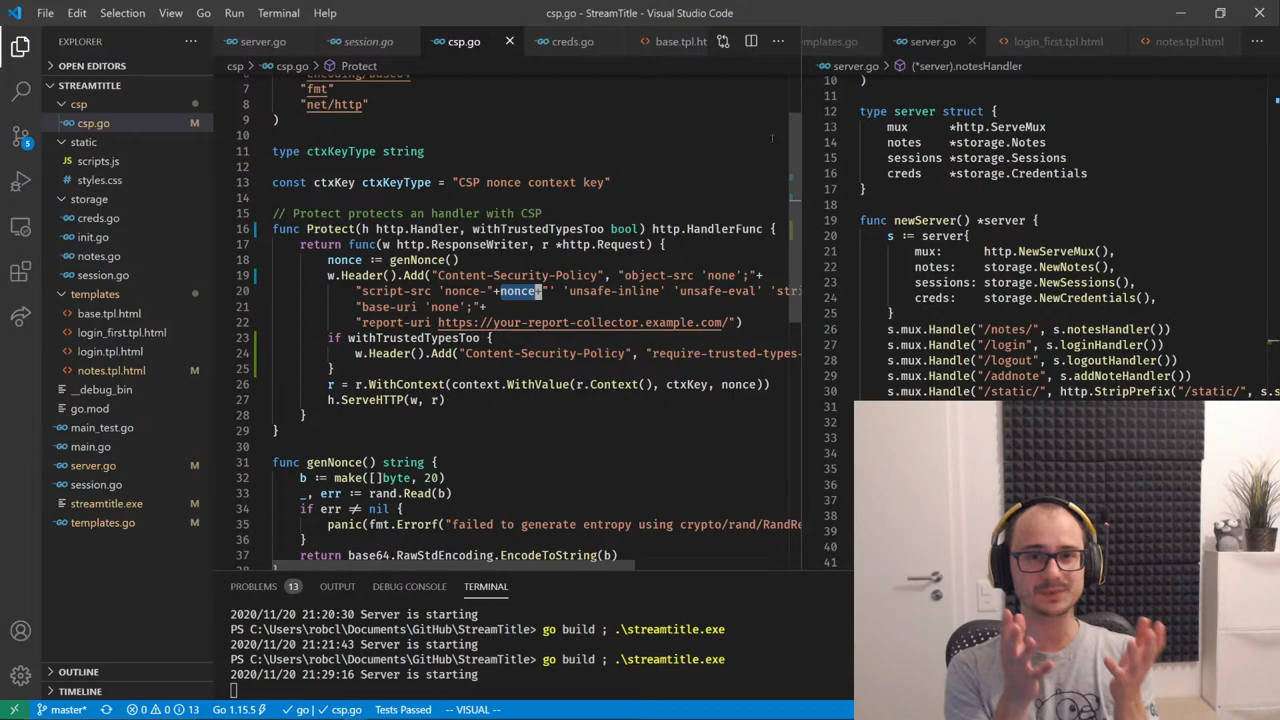 File Edit Selection View Go Run Terminal Help
csp.go - StreamTitle - Visual Studio Code
EXPLORER
OPEN EDITORS
STREAMTITLE
csp
csp.go M
static
scripts.js
styles.css
storage
creds.go
init.go
notes.go
session.go
templates
base.tpl.html
login_first.tpl.html
login.tpl.html
notes.tpl.html M
__debug_bin
go.mod
main_test.go
main.go
server.go M
session.go
streamtitle.exe M
templates.go M
OUTLINE
TIMELINE
5
server.go session.go csp.go creds.go base.tpl.ht
csp csp.go Protect
7 "fmt"
8 "net/http"
9 )
10
11 type ctxKeyType string
12
13 const ctxKey ctxKeyType = "CSP nonce context key"
14
15 // Protect protects an handler with CSP
16 func Protect(h http.Handler, withTrustedTypesToo bool) http.HandlerFunc {
17 return func(w http.ResponseWriter, r *http.Request) {
18 nonce := genNonce()
19 w.Header().Add("Content-Security-Policy", "object-src 'none';"+
20 "script-src 'nonce-"+nonce+"' 'unsafe-inline' 'unsafe-eval' 'stri
21 "base-uri 'none';"+
22 "report-uri https://your-report-collector.example.com/")
23 if withTrustedTypesToo {
24 w.Header().Add("Content-Security-Policy", "require-trusted-types-
25 }
26 r = r.WithContext(context.WithValue(r.Context(), ctxKey, nonce))
27 h.ServeHTTP(w, r)
28 }
29 }
30
31 func genNonce() string {
32 b := make([]byte, 20)
33 _, err := rand.Read(b)
34 if err ≠ nil {
35 panic(fmt.Errorf("failed to generate entropy using crypto/rand/RandRe
36 }
37 return base64.RawStdEncoding.EncodeToString(b)
PROBLEMS 13 OUTPUT DEBUG CONSOLE TERMINAL
2020/11/20 21:20:30 Server is starting
PS C:\Users\robcl\Documents\GitHub\StreamTitle> go build ; .\streamtitle.exe
2020/11/20 21:21:43 Server is starting
PS C:\Users\robcl\Documents\GitHub\StreamTitle> go build ; .\streamtitle.exe
2020/11/20 21:29:16 Server is starting
emplates.go server.go login_first.tpl.html notes.tpl.html
server.go (*server).notesHandler
10 )
11
12 type server struct {
13 mux *http.ServeMux
14 notes *storage.Notes
15 sessions *storage.Sessions
16 creds *storage.Credentials
17 }
18
19 func newServer() *server {
20 s := server{
21 mux: http.NewServeMux(),
22 notes: storage.NewNotes(),
23 sessions: storage.NewSessions(),
24 creds: storage.NewCredentials(),
25 }
26 s.mux.Handle("/notes/", s.notesHandler())
27 s.mux.Handle("/login", s.loginHandler())
28 s.mux.Handle("/logout", s.logoutHandler())
29 s.mux.Handle("/addnote", s.addNoteHandler())
30 s.mux.Handle("/static/", http.StripPrefix("/static/", s.s
31
32
33
34
35
36
37
38
39
40
41
master* 0 0 13 Go 1.15.5 go | csp.go Tests Passed -- VISUAL --